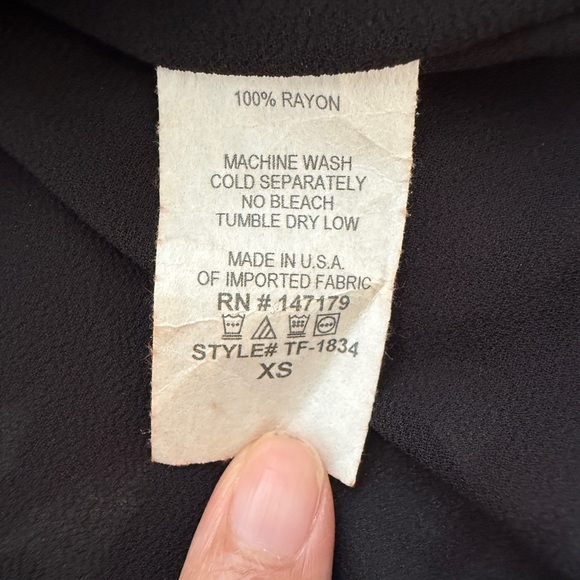 100% RAYON
MACHINE WASH
COLD SEPARATELY
NO BLEACH
TUMBLE DRY LOW
MADE IN U.S.A.
OF IMPORTED FABRIC
RN # 147179
STYLE# TF-1834
XS